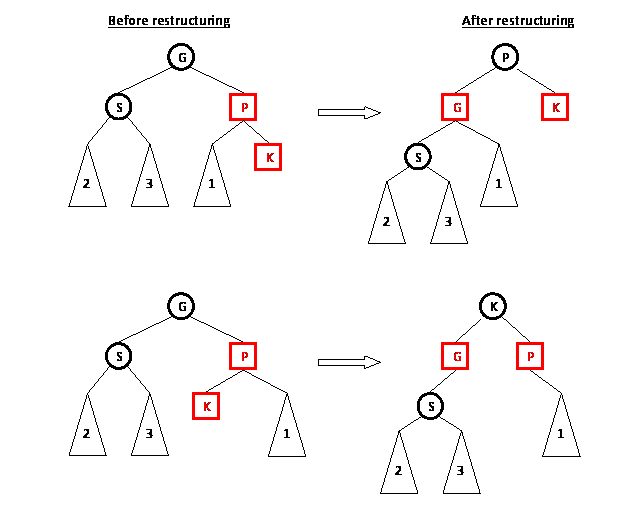 Before restructuring After restructuring
G P
S P G K
K S
2 3 1 1
2 3
G K
S P G P
K S
2 3 1 1
2 3